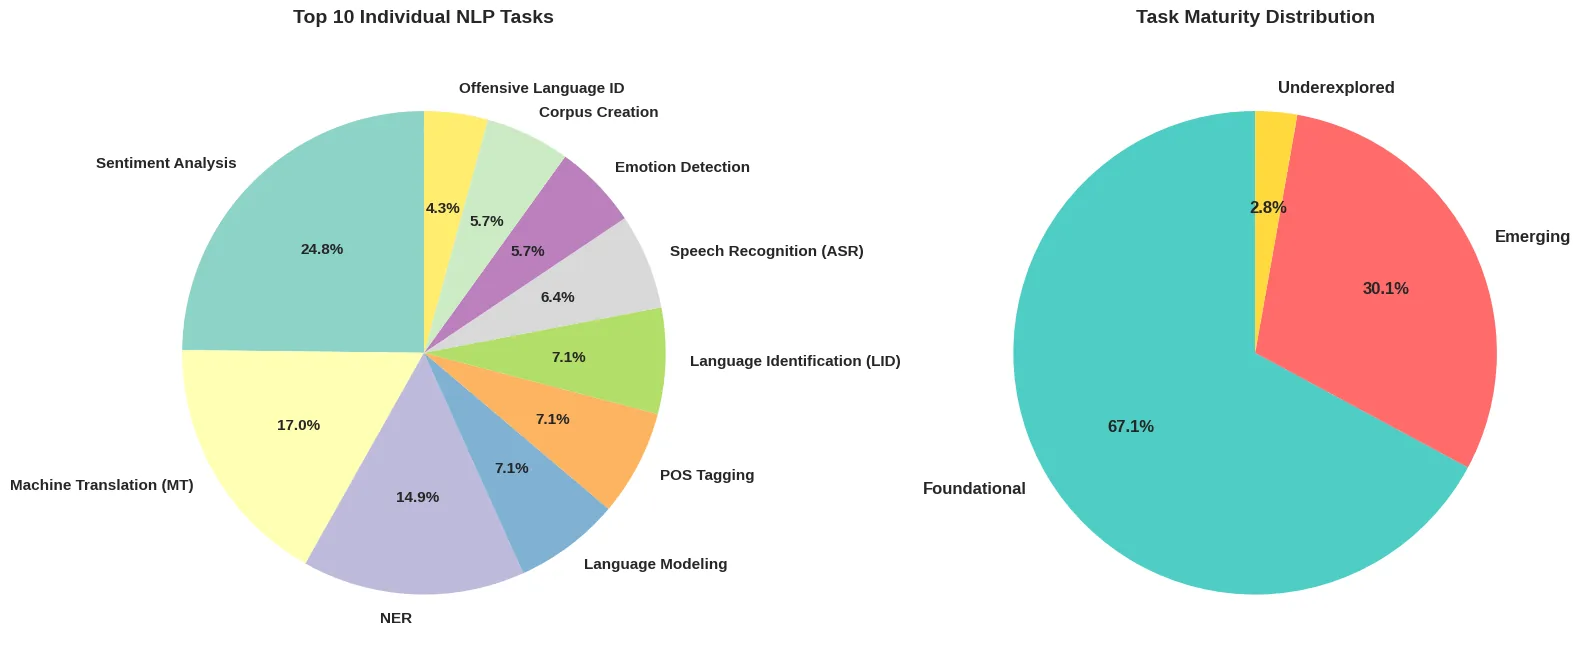 Top 10 Individual NLP Tasks
Offensive Language ID
Corpus Creation
Sentiment Analysis
Emotion Detection
4.3%
5.7%
24.8%
5.7%
Speech Recognition (ASR)
6.4%
7.1%
Language Identification (LID)
17.0%
7.1%
7.1%
POS Tagging
Machine Translation (MT)
14.9%
Language Modeling
NER
Task Maturity Distribution
Underexplored
2.8%
Emerging
30.1%
67.1%
Foundational